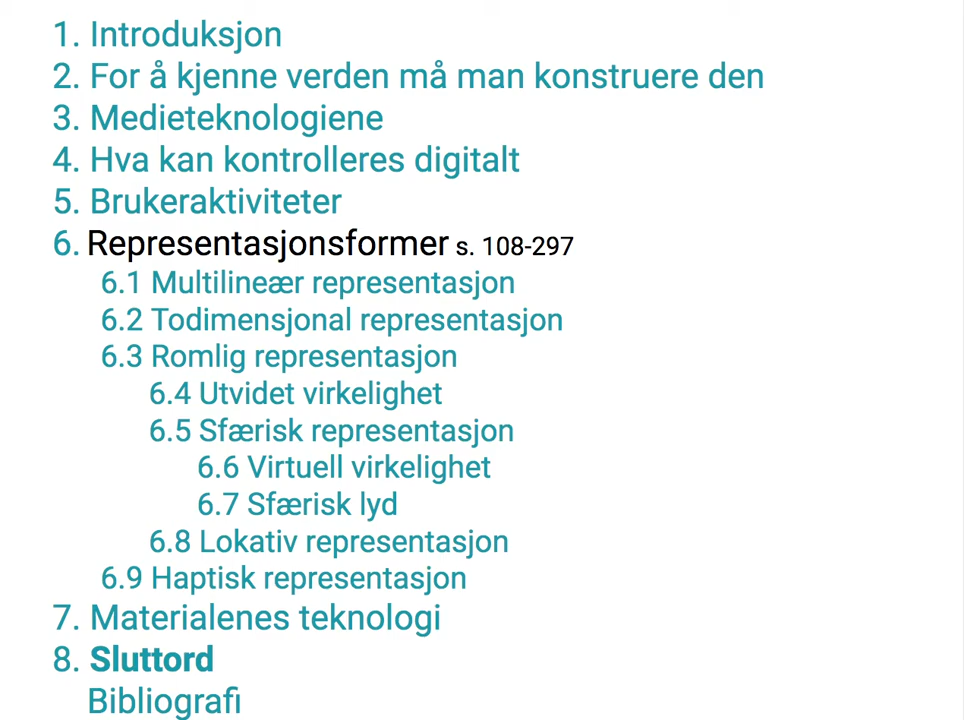 1. Introduksjon
2. For å kjenne verden må man konstruere den
3. Medieteknologiene
4. Hva kan kontrolleres digitalt
5. Brukeraktiviteter
6. Representasjonsformer s. 108-297
6.1 Multilineær representasjon
6.2 Todimensjonal representasjon
6.3 Romlig representasjon
6.4 Utvidet virkelighet
6.5 Sfærisk representasjon
6.6 Virtuell virkelighet
6.7 Sfærisk lyd
6.8 Lokativ representasjon
6.9 Haptisk representasjon
7. Materialenes teknologi
8. Sluttord
Bibliografi